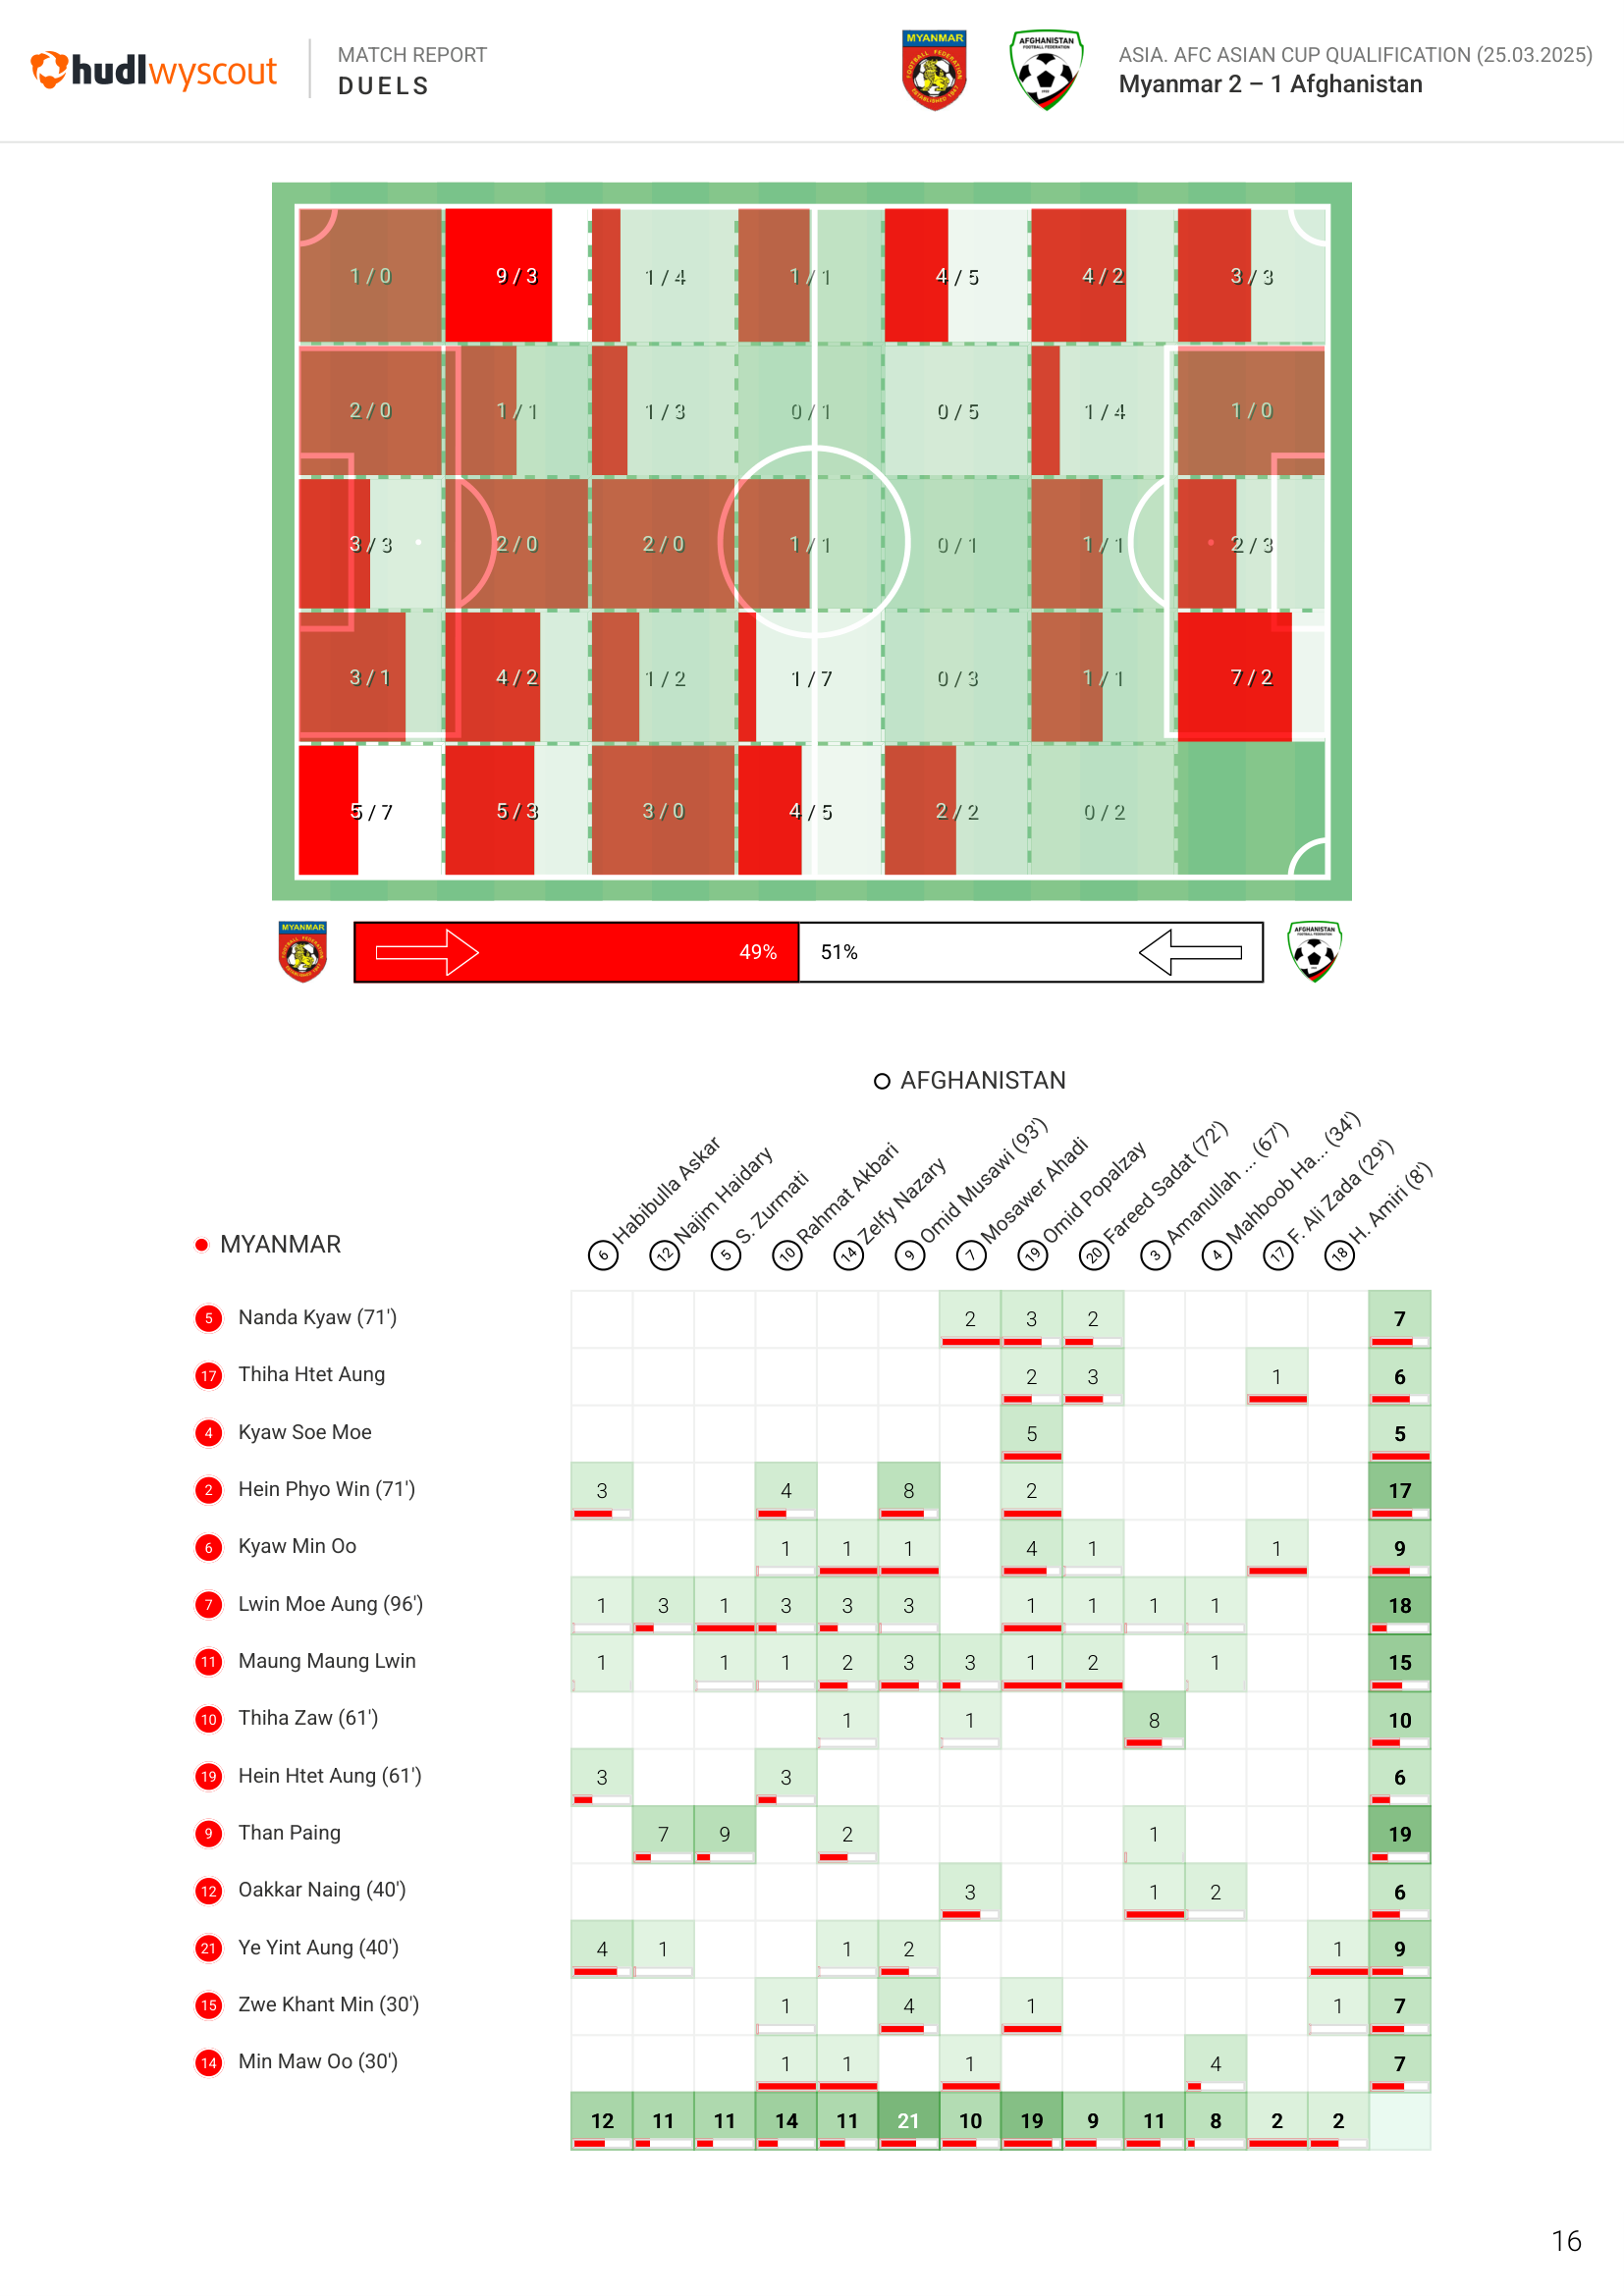 hudlwyscout
MATCH REPORT
DUELS
MYANMAR
FOOTBALL FEDERATION
ESTABLISHED 1947
AFGHANISTAN
FOOTBALL FEDERATION
ASIA. AFC ASIAN CUP QUALIFICATION (25.03.2025)
Myanmar 2 – 1 Afghanistan
1 / 0 9 / 3 1 / 4 1 / 1 4 / 5 4 / 2 3 / 3
2 / 0 1 / 1 1 / 3 0 / 1 0 / 5 1 / 4 1 / 0
3 / 3 2 / 0 2 / 0 1 / 1 0 / 1 1 / 1 2 / 3
3 / 1 4 / 2 1 / 2 1 / 7 0 / 3 1 / 1 7 / 2
5 / 7 5 / 3 3 / 0 4 / 5 2 / 2 0 / 2
MYANMAR
49% 51%
AFGHANISTAN
AFGHANISTAN
6 Habibulla Askar
12 Najim Haidary
5 S. Zurmati
10 Rahmat Akbari
14 Zelfy Nazary
9 Omid Musawi (93')
7 Mosawer Ahadi
19 Omid Popalzay
20 Fareed Sadat (72')
3 Amanullah ... (67')
4 Mahboob Ha... (34')
17 F. Ali Zada (29')
18 H. Amiri (8')
MYANMAR
5 Nanda Kyaw (71') 2 3 2 7
17 Thiha Htet Aung 2 3 1 6
4 Kyaw Soe Moe 5 5
2 Hein Phyo Win (71') 3 4 8 2 17
6 Kyaw Min Oo 1 1 1 4 1 1 9
7 Lwin Moe Aung (96') 1 3 1 3 3 3 1 1 1 1 18
11 Maung Maung Lwin 1 1 1 2 3 3 1 2 1 15
10 Thiha Zaw (61') 1 1 8 10
19 Hein Htet Aung (61') 3 3 6
9 Than Paing 7 9 2 1 19
12 Oakkar Naing (40') 3 1 2 6
21 Ye Yint Aung (40') 4 1 1 2 1 9
15 Zwe Khant Min (30') 1 4 1 1 7
14 Min Maw Oo (30') 1 1 1 4 7
12 11 11 14 11 21 10 19 9 11 8 2 2
16